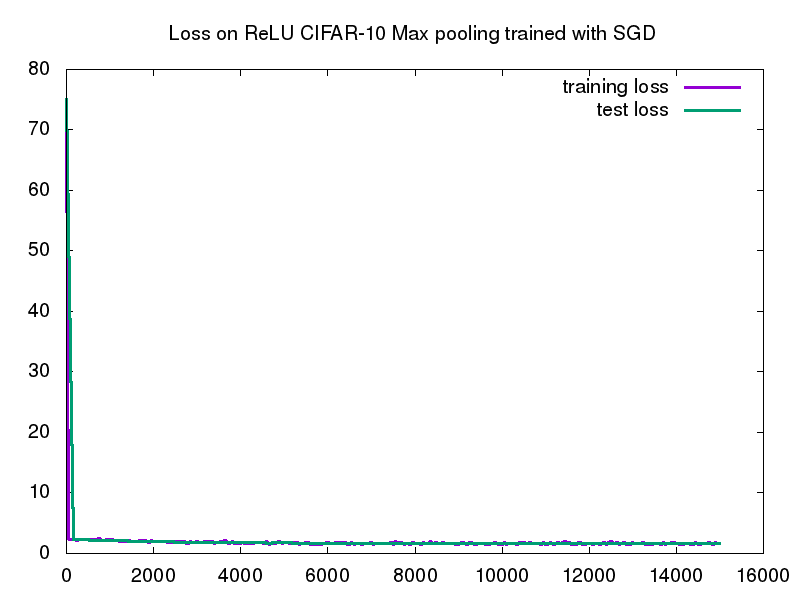 Loss on ReLU CIFAR-10 Max pooling trained with SGD
80
training loss
test loss
70
60
50
40
30
20
10
0
0 2000 4000 6000 8000 10000 12000 14000 16000